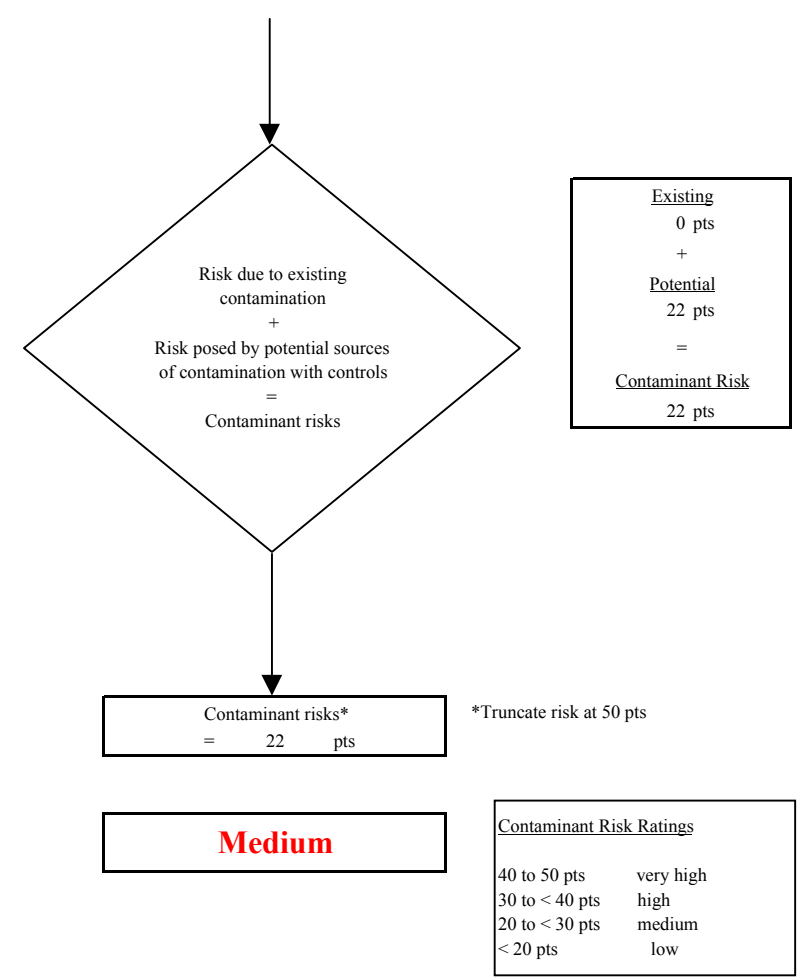 Risk due to existing
contamination
+
Risk posed by potential sources
of contamination with controls
=
Contaminant risks
Existing
0 pts
+
Potential
22 pts
=
Contaminant Risk
22 pts
Contaminant risks*
= 22 pts
*Truncate risk at 50 pts
Medium
Contaminant Risk Ratings
40 to 50 pts very high
30 to < 40 pts high
20 to < 30 pts medium
< 20 pts low